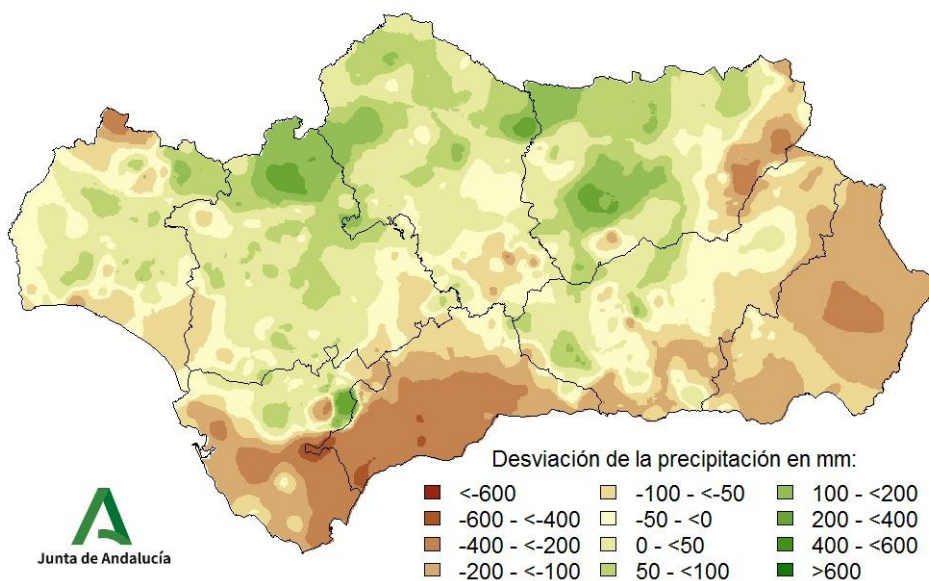 Desviación de la precipitación en mm:
<-600
-600 - <-400
-400 - <-200
-200 - <-100
-100 - <-50
-50 - <0
0 - <50
50 - <100
100 - <200
200 - <400
400 - <600
>600
Junta de Andalucía